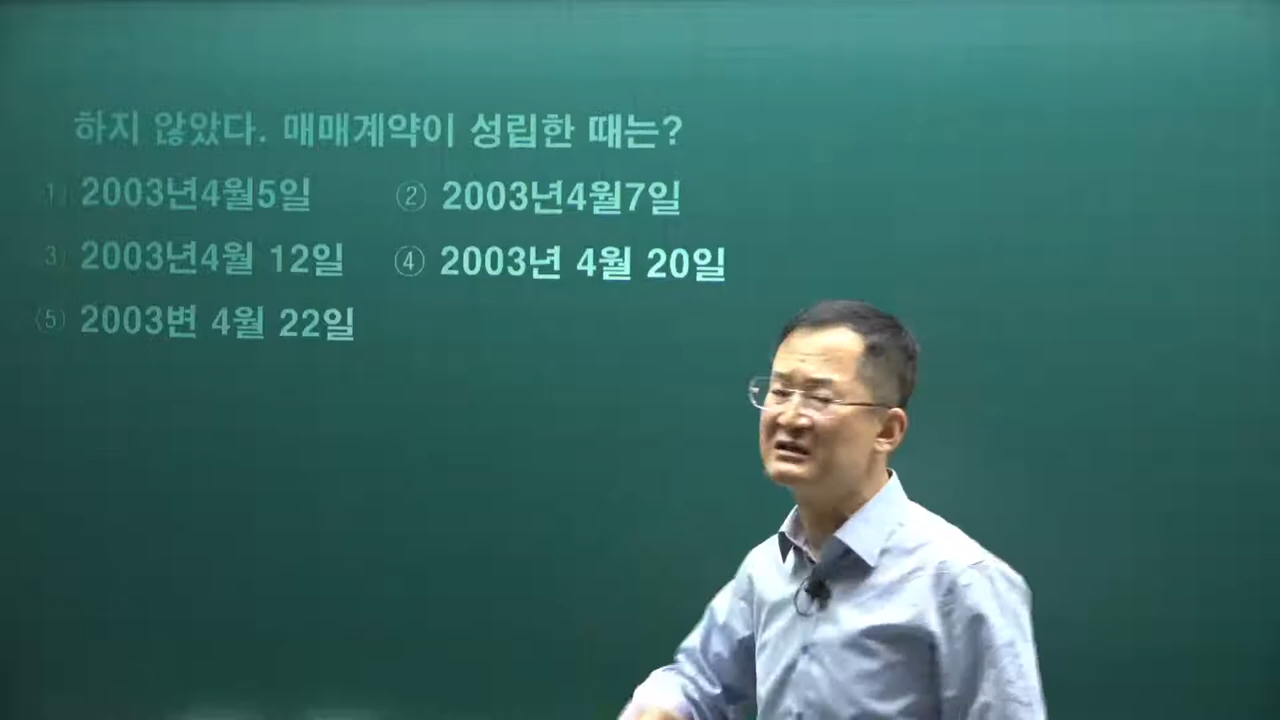 하지 않았다. 매매계약이 성립한 때는?
① 2003년4월5일 ② 2003년4월7일
③ 2003년4월 12일 ④ 2003년 4월 20일
⑤ 2003변 4월 22일